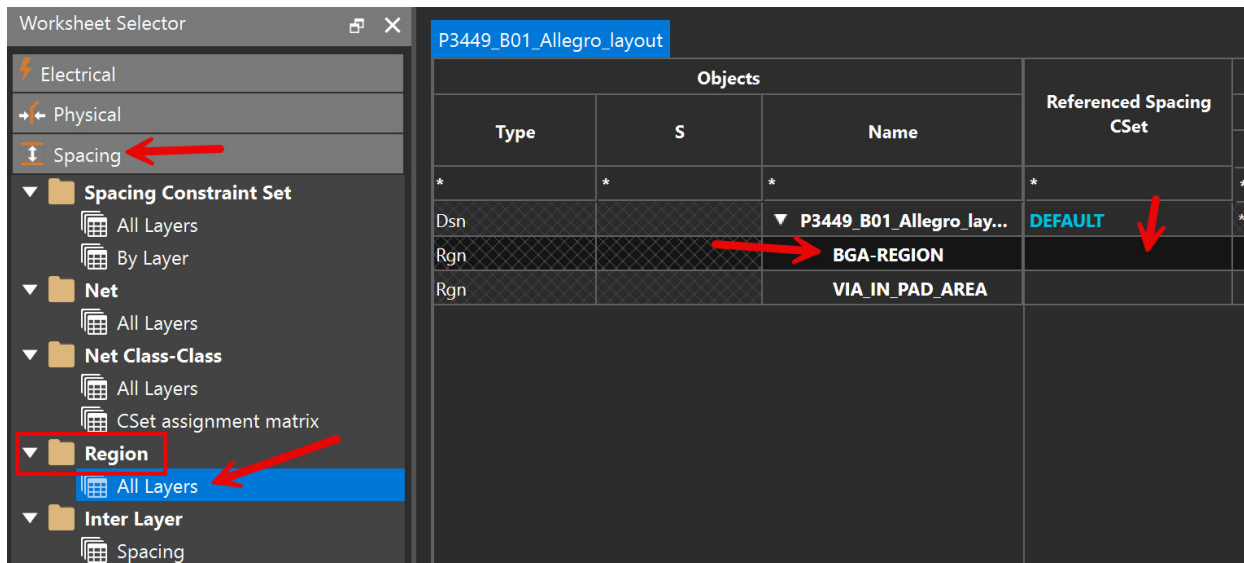 Worksheet Selector
Electrical
Physical
Spacing
Spacing Constraint Set
All Layers
By Layer
Net
All Layers
Net Class-Class
All Layers
CSet assignment matrix
Region
All Layers
Inter Layer
Spacing
P3449_B01_Allegro_layout
Objects
Referenced Spacing
CSet
Type S Name
* * * * *
Dsn P3449_B01_Allegro_lay... DEFAULT *
Rgn BGA-REGION
Rgn VIA_IN_PAD_AREA